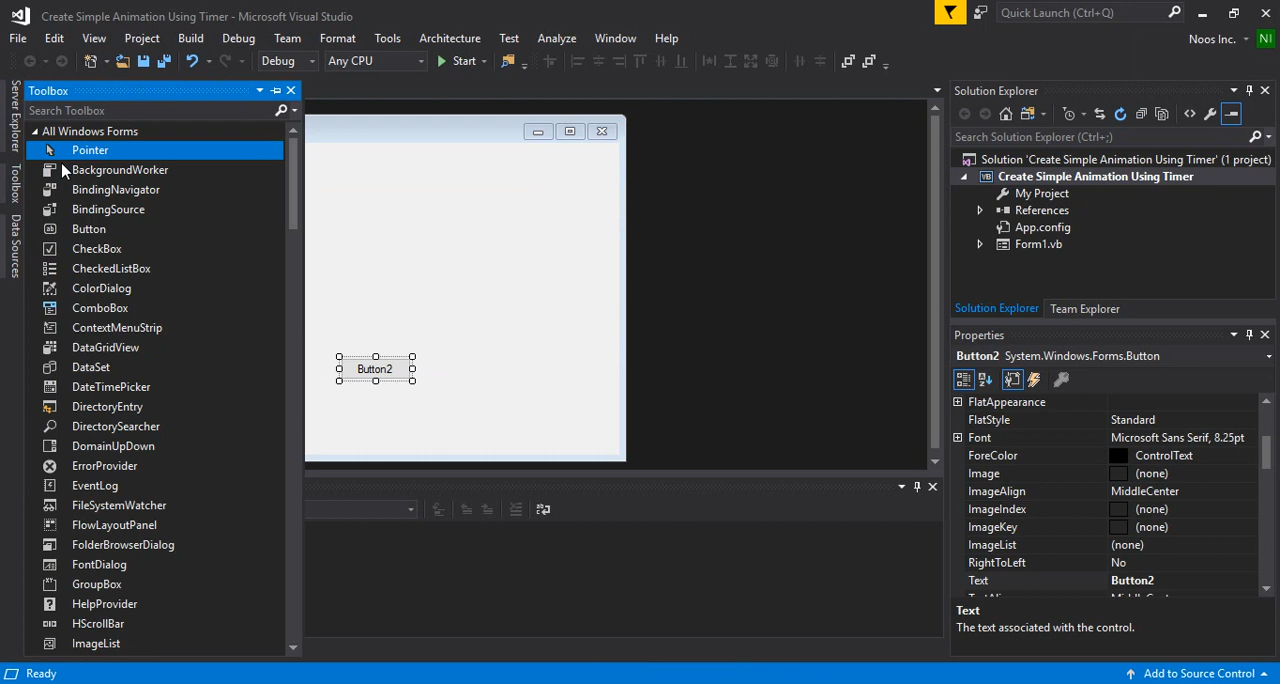 Create Simple Animation Using Timer - Microsoft Visual Studio
Quick Launch (Ctrl+Q)
File Edit View Project Build Debug Team Format Tools Architecture Test Analyze Window Help
Noos Inc. NI
Debug Any CPU Start
Server Explorer
Toolbox
Data Sources
Toolbox
Search Toolbox
All Windows Forms
Pointer
BackgroundWorker
BindingNavigator
BindingSource
Button
CheckBox
CheckedListBox
ColorDialog
ComboBox
ContextMenuStrip
DataGridView
DataSet
DateTimePicker
DirectoryEntry
DirectorySearcher
DomainUpDown
ErrorProvider
EventLog
FileSystemWatcher
FlowLayoutPanel
FolderBrowserDialog
FontDialog
GroupBox
HelpProvider
HScrollBar
ImageList
Button2
Solution Explorer
Search Solution Explorer (Ctrl+;)
Solution 'Create Simple Animation Using Timer' (1 project)
VB Create Simple Animation Using Timer
My Project
References
App.config
Form1.vb
Solution Explorer Team Explorer
Properties
Button2 System.Windows.Forms.Button
FlatAppearance
FlatStyle Standard
Font Microsoft Sans Serif, 8.25pt
ForeColor ControlText
Image (none)
ImageAlign MiddleCenter
ImageIndex (none)
ImageKey (none)
ImageList (none)
RightToLeft No
Text Button2
Text
The text associated with the control.
Ready
Add to Source Control